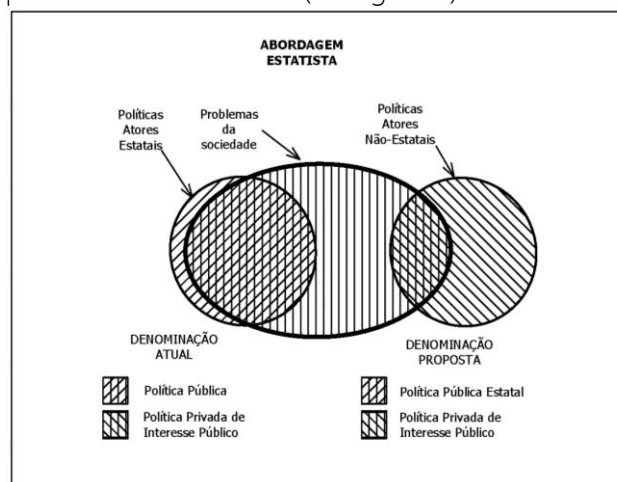 ABORDAGEM
ESTATISTA
Políticas
Atores
Estatais
Problemas
da
sociedade
Políticas
Atores
Não-Estatais
DENOMINAÇÃO
ATUAL
Política Pública
Política Privada de
Interesse Público
DENOMINAÇÃO
PROPOSTA
Política Pública Estatal
Política Privada de
Interesse Público